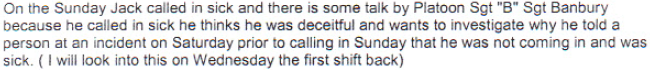 On the Sunday Jack called in sick and there is some talk by Platoon Sgt "B" Sgt Banbury
because he called in sick he thinks he was deceitful and wants to investigate why he told a
person at an incident on Saturday prior to calling in Sunday that he was not coming in and was
sick. ( I will look into this on Wednesday the first shift back)